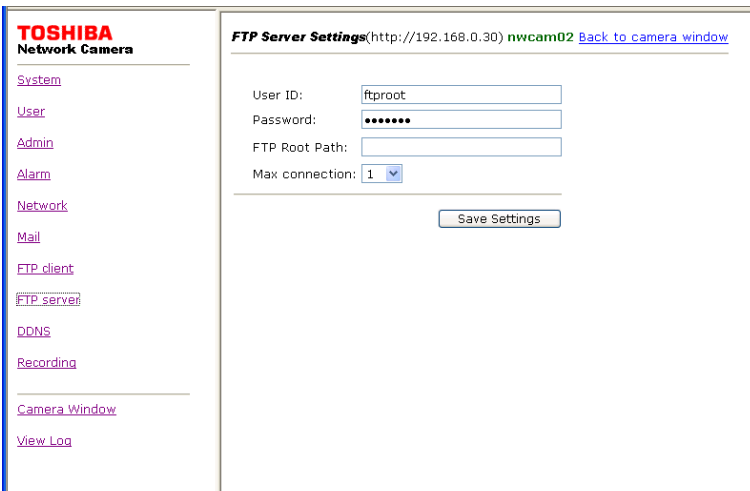 TOSHIBA
Network Camera
System
User
Admin
Alarm
Network
Mail
FTP client
FTP server
DDNS
Recording
Camera Window
View Log
FTP Server Settings(http://192.168.0.30) nwcam02 Back to camera window
User ID: ftproot
Password: •••••••
FTP Root Path:
Max connection: 1
Save Settings